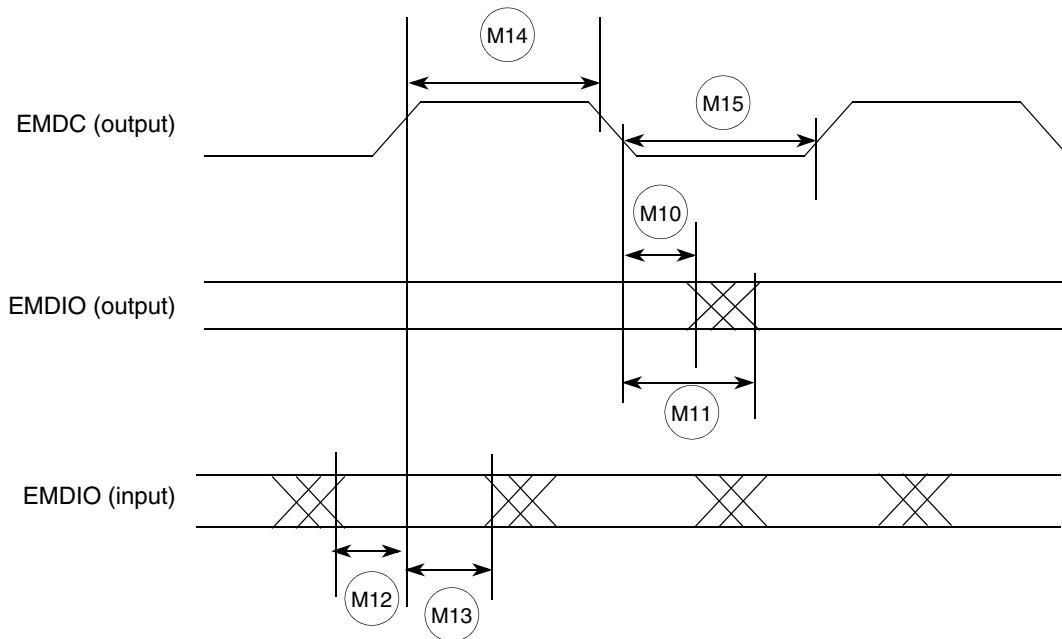 M14
M15
EMDC (output)
M10
EMDIO (output)
M11
EMDIO (input)
M12
M13